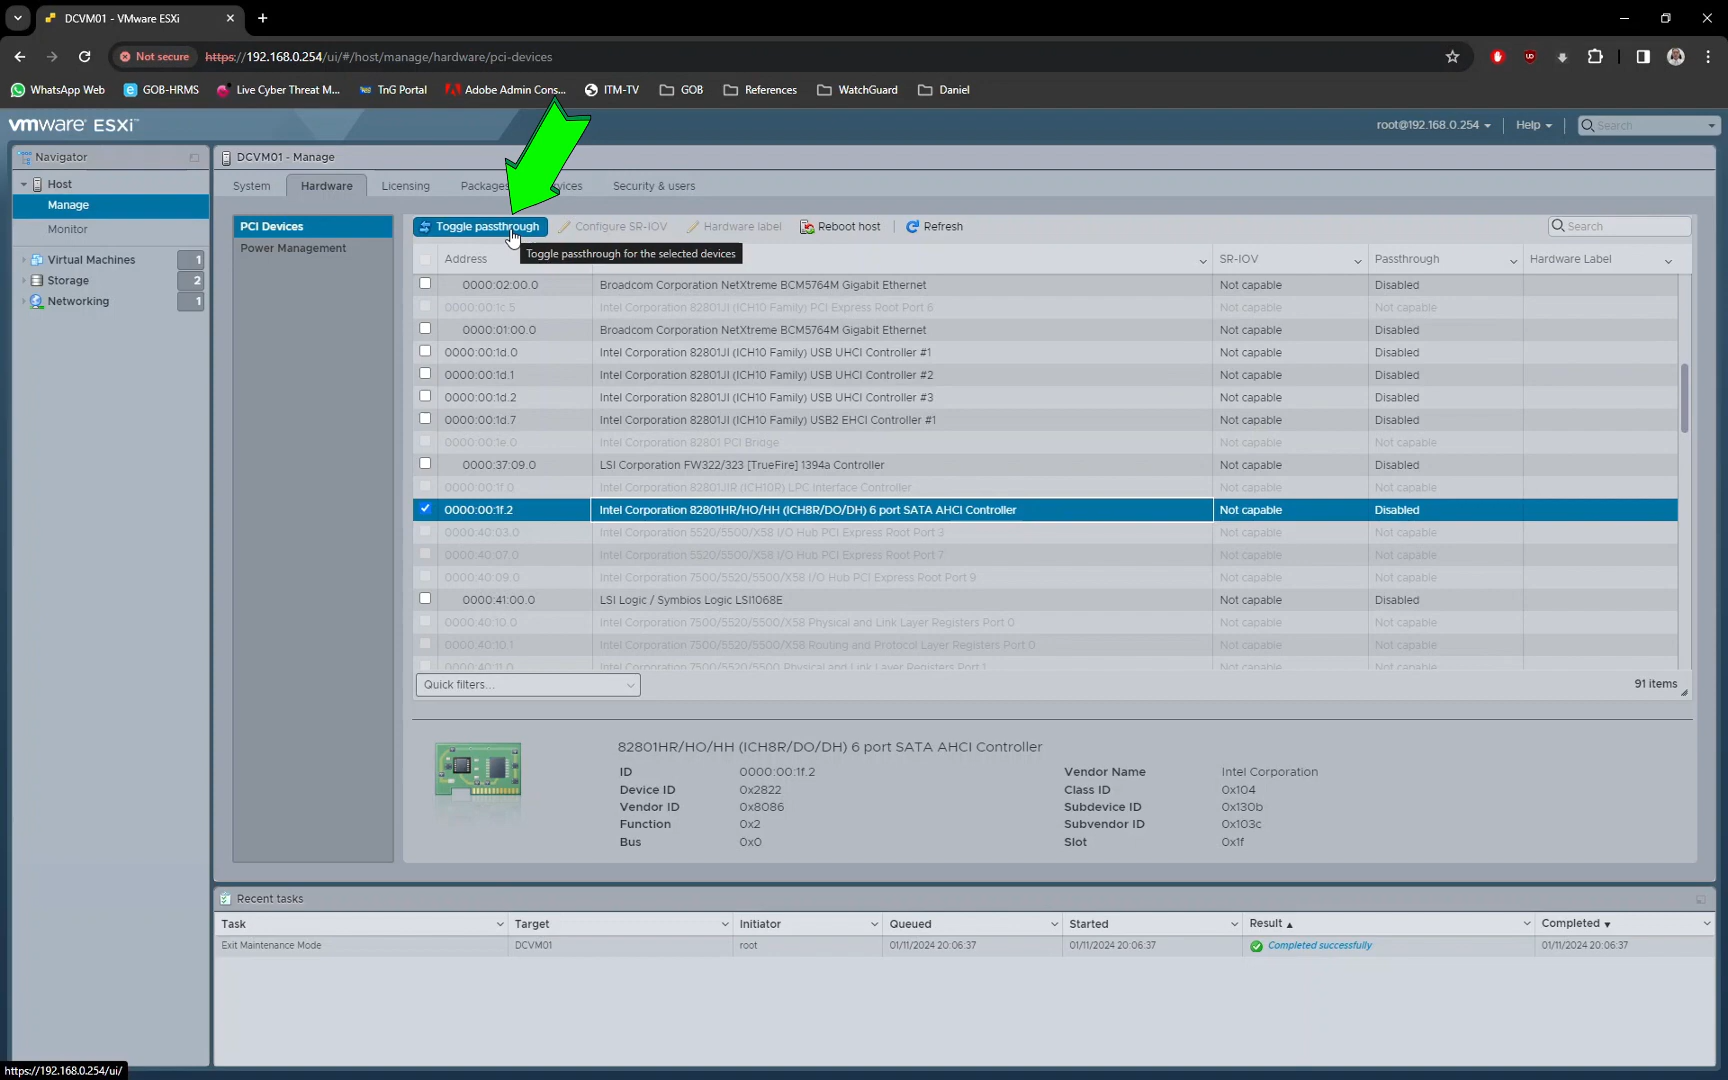 DCVM01 - VMware ESXi
Not secure https://192.168.0.254/ui/#/host/manage/hardware/pci-devices
WhatsApp Web GOB-HRMS Live Cyber Threat M... TnG Portal Adobe Admin Cons... ITM-TV GOB References WatchGuard Daniel
vmware ESXi™ root@192.168.0.254 Help Search
Navigator
Host
Manage
Monitor
Virtual Machines 1
Storage 2
Networking 1
DCVM01 - Manage
System Hardware Licensing Packages Security & users
PCI Devices
Power Management
Toggle passthrough Configure SR-IOV Hardware label Reboot host Refresh Search
Toggle passthrough for the selected devices
Address SR-IOV Passthrough Hardware Label
0000:02:00.0 Broadcom Corporation NetXtreme BCM5764M Gigabit Ethernet Not capable Disabled
0000:00:1c.5 Intel Corporation 82801JI (ICH10 Family) PCI Express Root Port 6 Not capable Not capable
0000:01:00.0 Broadcom Corporation NetXtreme BCM5764M Gigabit Ethernet Not capable Disabled
0000:00:1d.0 Intel Corporation 82801JI (ICH10 Family) USB UHCI Controller #1 Not capable Disabled
0000:00:1d.1 Intel Corporation 82801JI (ICH10 Family) USB UHCI Controller #2 Not capable Disabled
0000:00:1d.2 Intel Corporation 82801JI (ICH10 Family) USB UHCI Controller #3 Not capable Disabled
0000:00:1d.7 Intel Corporation 82801JI (ICH10 Family) USB2 EHCI Controller #1 Not capable Disabled
0000:00:1e.0 Intel Corporation 82801 PCI Bridge Not capable Not capable
0000:37:09.0 LSI Corporation FW322/323 [TrueFire] 1394a Controller Not capable Disabled
0000:00:1f.0 Intel Corporation 82801JIR (ICH10R) LPC Interface Controller Not capable Not capable
0000:00:1f.2 Intel Corporation 82801HR/HO/HH (ICH8R/DO/DH) 6 port SATA AHCI Controller Not capable Disabled
0000:40:03.0 Intel Corporation 5520/5500/X58 I/O Hub PCI Express Root Port 3 Not capable Not capable
0000:40:07.0 Intel Corporation 5520/5500/X58 I/O Hub PCI Express Root Port 7 Not capable Not capable
0000:40:09.0 Intel Corporation 7500/5520/5500/X58 I/O Hub PCI Express Root Port 9 Not capable Not capable
0000:41:00.0 LSI Logic / Symbios Logic LSI1068E Not capable Disabled
0000:40:10.0 Intel Corporation 7500/5520/5500/X58 Physical and Link Layer Registers Port 0 Not capable Not capable
0000:40:10.1 Intel Corporation 7500/5520/5500/X58 Routing and Protocol Layer Registers Port 0 Not capable Not capable
0000:40:11.0 Intel Corporation 7500/5520/5500 Physical and Link Layer Registers Port 1 Not capable Not capable
Quick filters... 91 items
82801HR/HO/HH (ICH8R/DO/DH) 6 port SATA AHCI Controller
ID 0000:00:1f.2 Vendor Name Intel Corporation
Device ID 0x2822 Class ID 0x104
Vendor ID 0x8086 Subdevice ID 0x130b
Function 0x2 Subvendor ID 0x103c
Bus 0x0 Slot 0x1f
Recent tasks
Task Target Initiator Queued Started Result Completed
Exit Maintenance Mode DCVM01 root 01/11/2024 20:06:37 01/11/2024 20:06:37 Completed successfully 01/11/2024 20:06:37
https://192.168.0.254/ui/